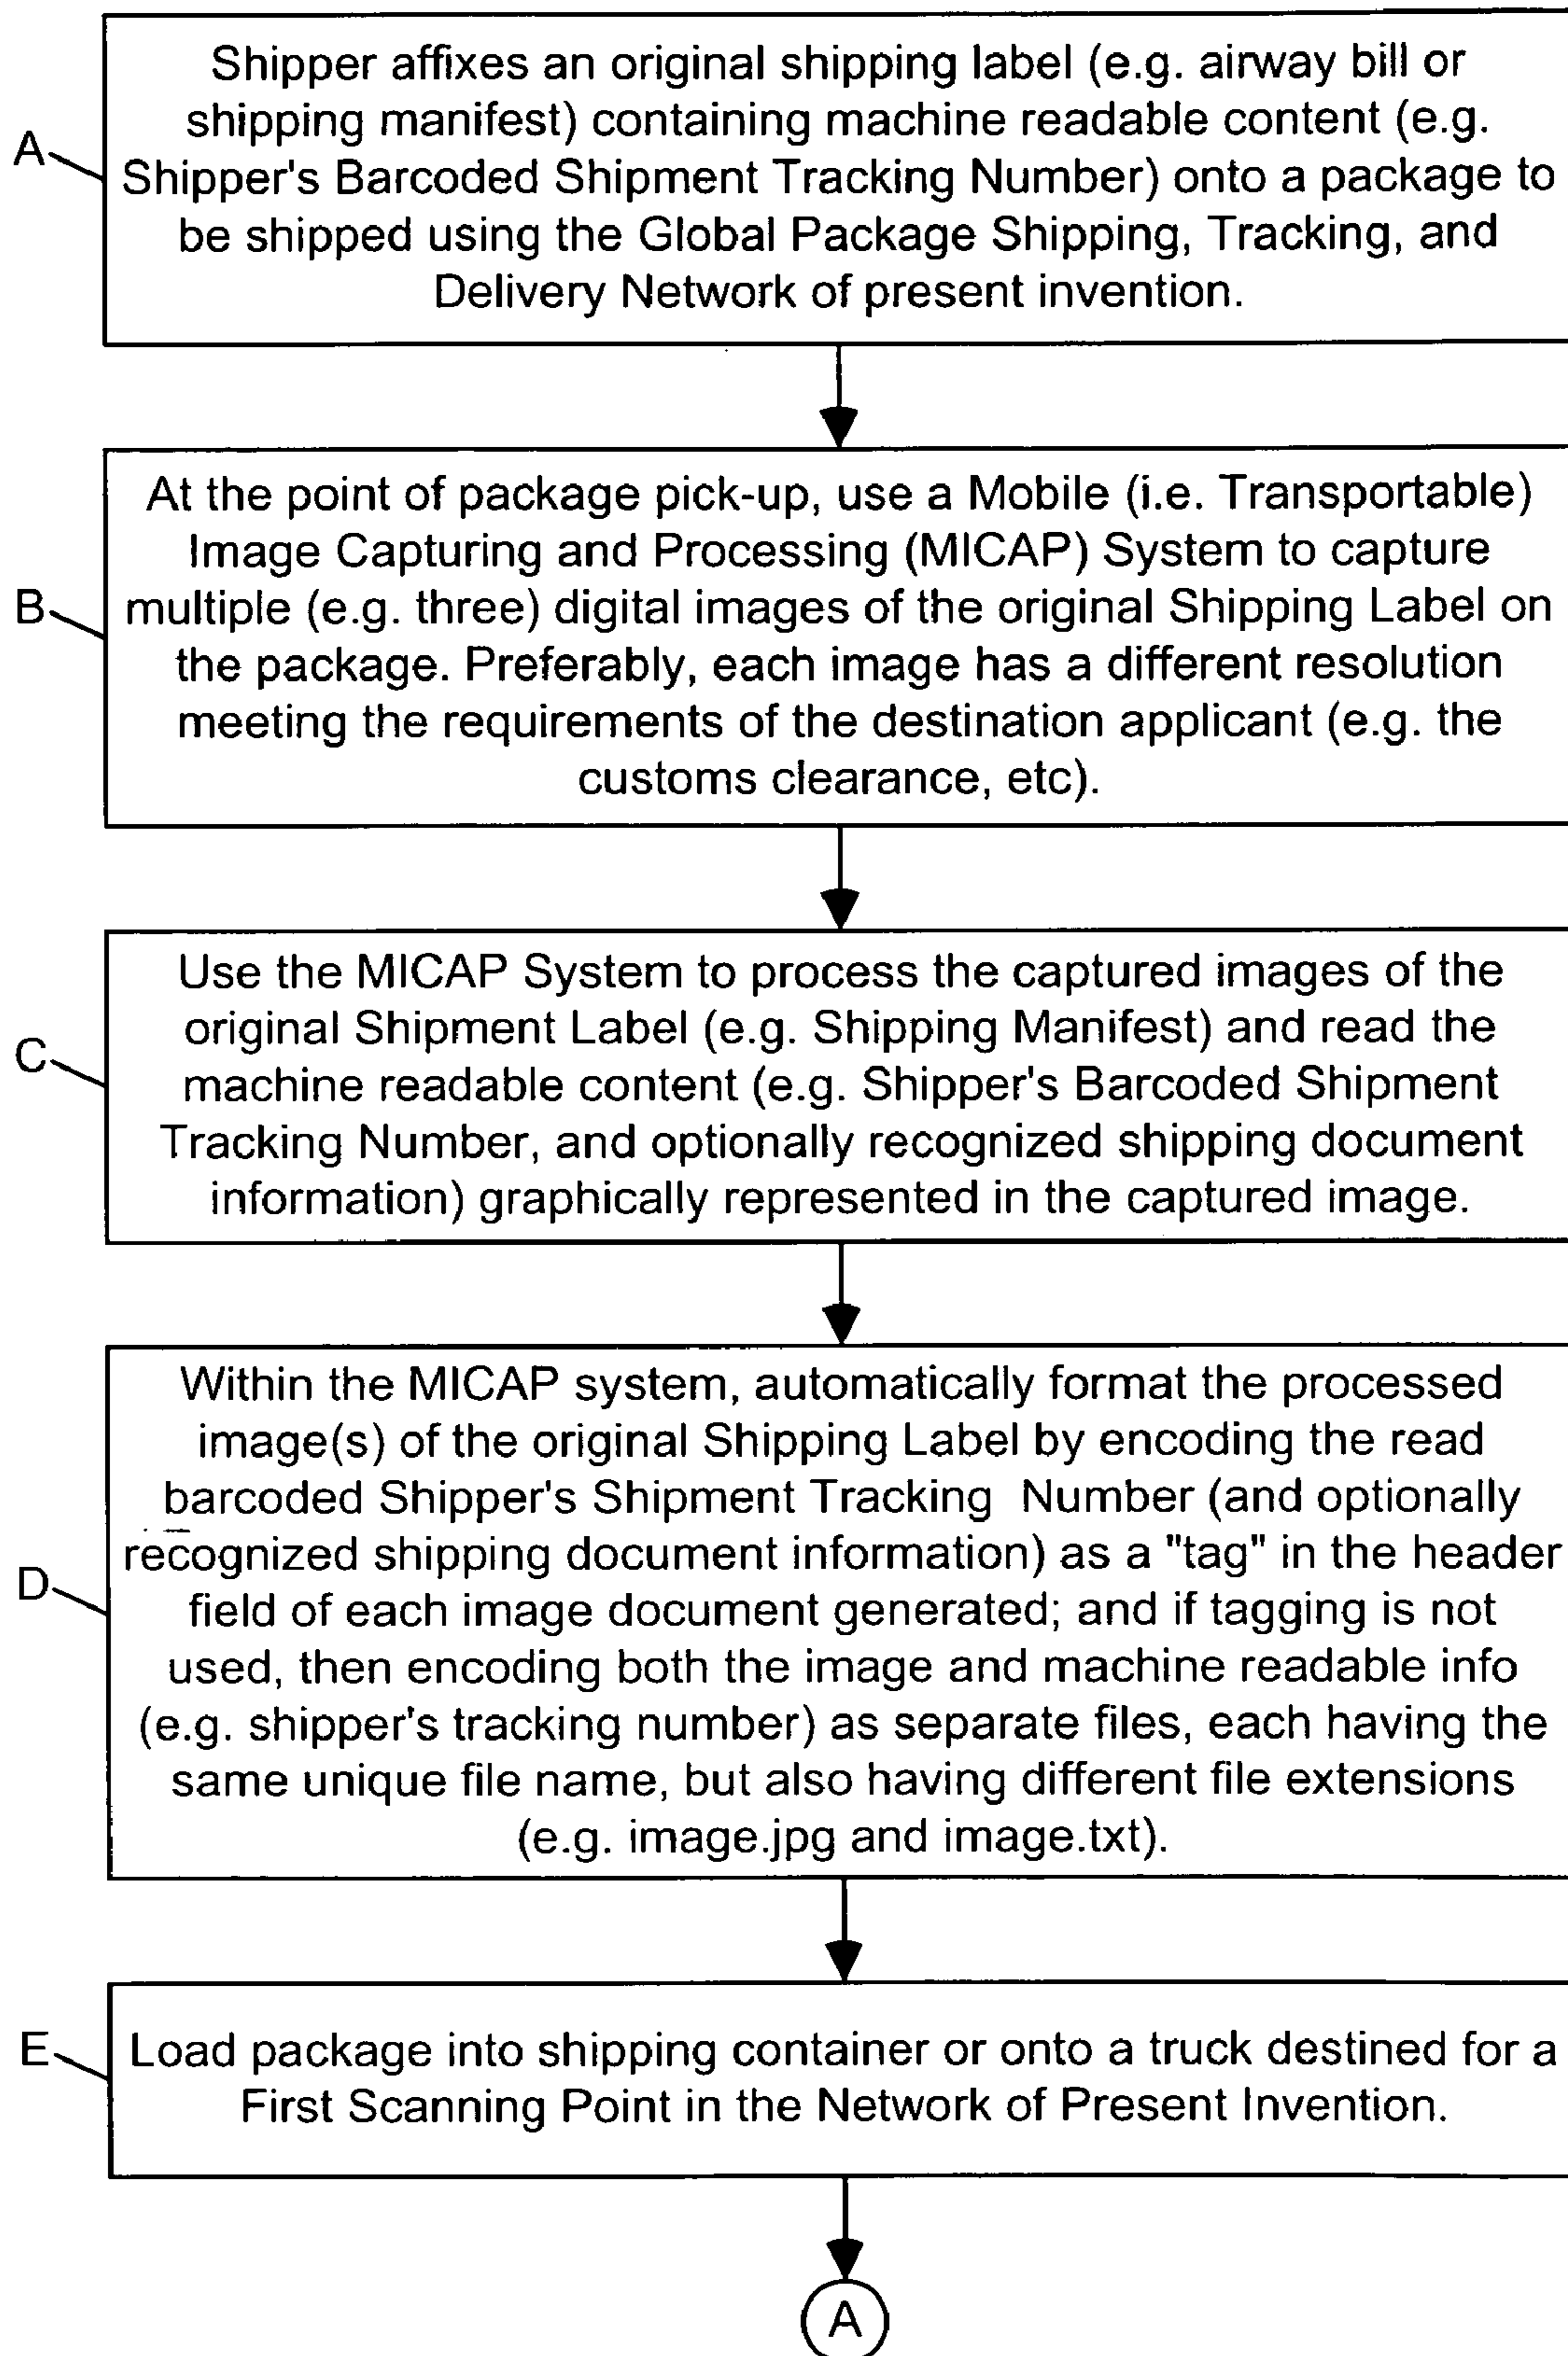 Shipper affixes an original shipping label (e.g. airway bill or
shipping manifest) containing machine readable content (e.g.
A
Shipper's Barcoded Shipment Tracking Number) onto a package to
be shipped using the Global Package Shipping, Tracking, and
Delivery Network of present invention.
At the point of package pick-up, use a Mobile (i.e. Transportable)
Image Capturing and Processing (MICAP) System to capture
B
multiple (e.g. three) digital images of the original Shipping Label on
the package. Preferably, each image has a different resolution
meeting the requirements of the destination applicant (e.g. the
customs clearance, etc).
Use the MICAP System to process the captured images of the
original Shipment Label (e.g. Shipping Manifest) and read the
C
machine readable content (e.g. Shipper's Barcoded Shipment
Tracking Number, and optionally recognized shipping document
information) graphically represented in the captured image.
Within the MICAP system, automatically format the processed
image(s) of the original Shipping Label by encoding the read
barcoded Shipper's Shipment Tracking Number (and optionally
recognized shipping document information) as a "tag" in the header
D
field of each image document generated; and if tagging is not
used, then encoding both the image and machine readable info
(e.g. shipper's tracking number) as separate files, each having the
same unique file name, but also having different file extensions
(e.g. image.jpg and image.txt).
E
Load package into shipping container or onto a truck destined for a
First Scanning Point in the Network of Present Invention.
A